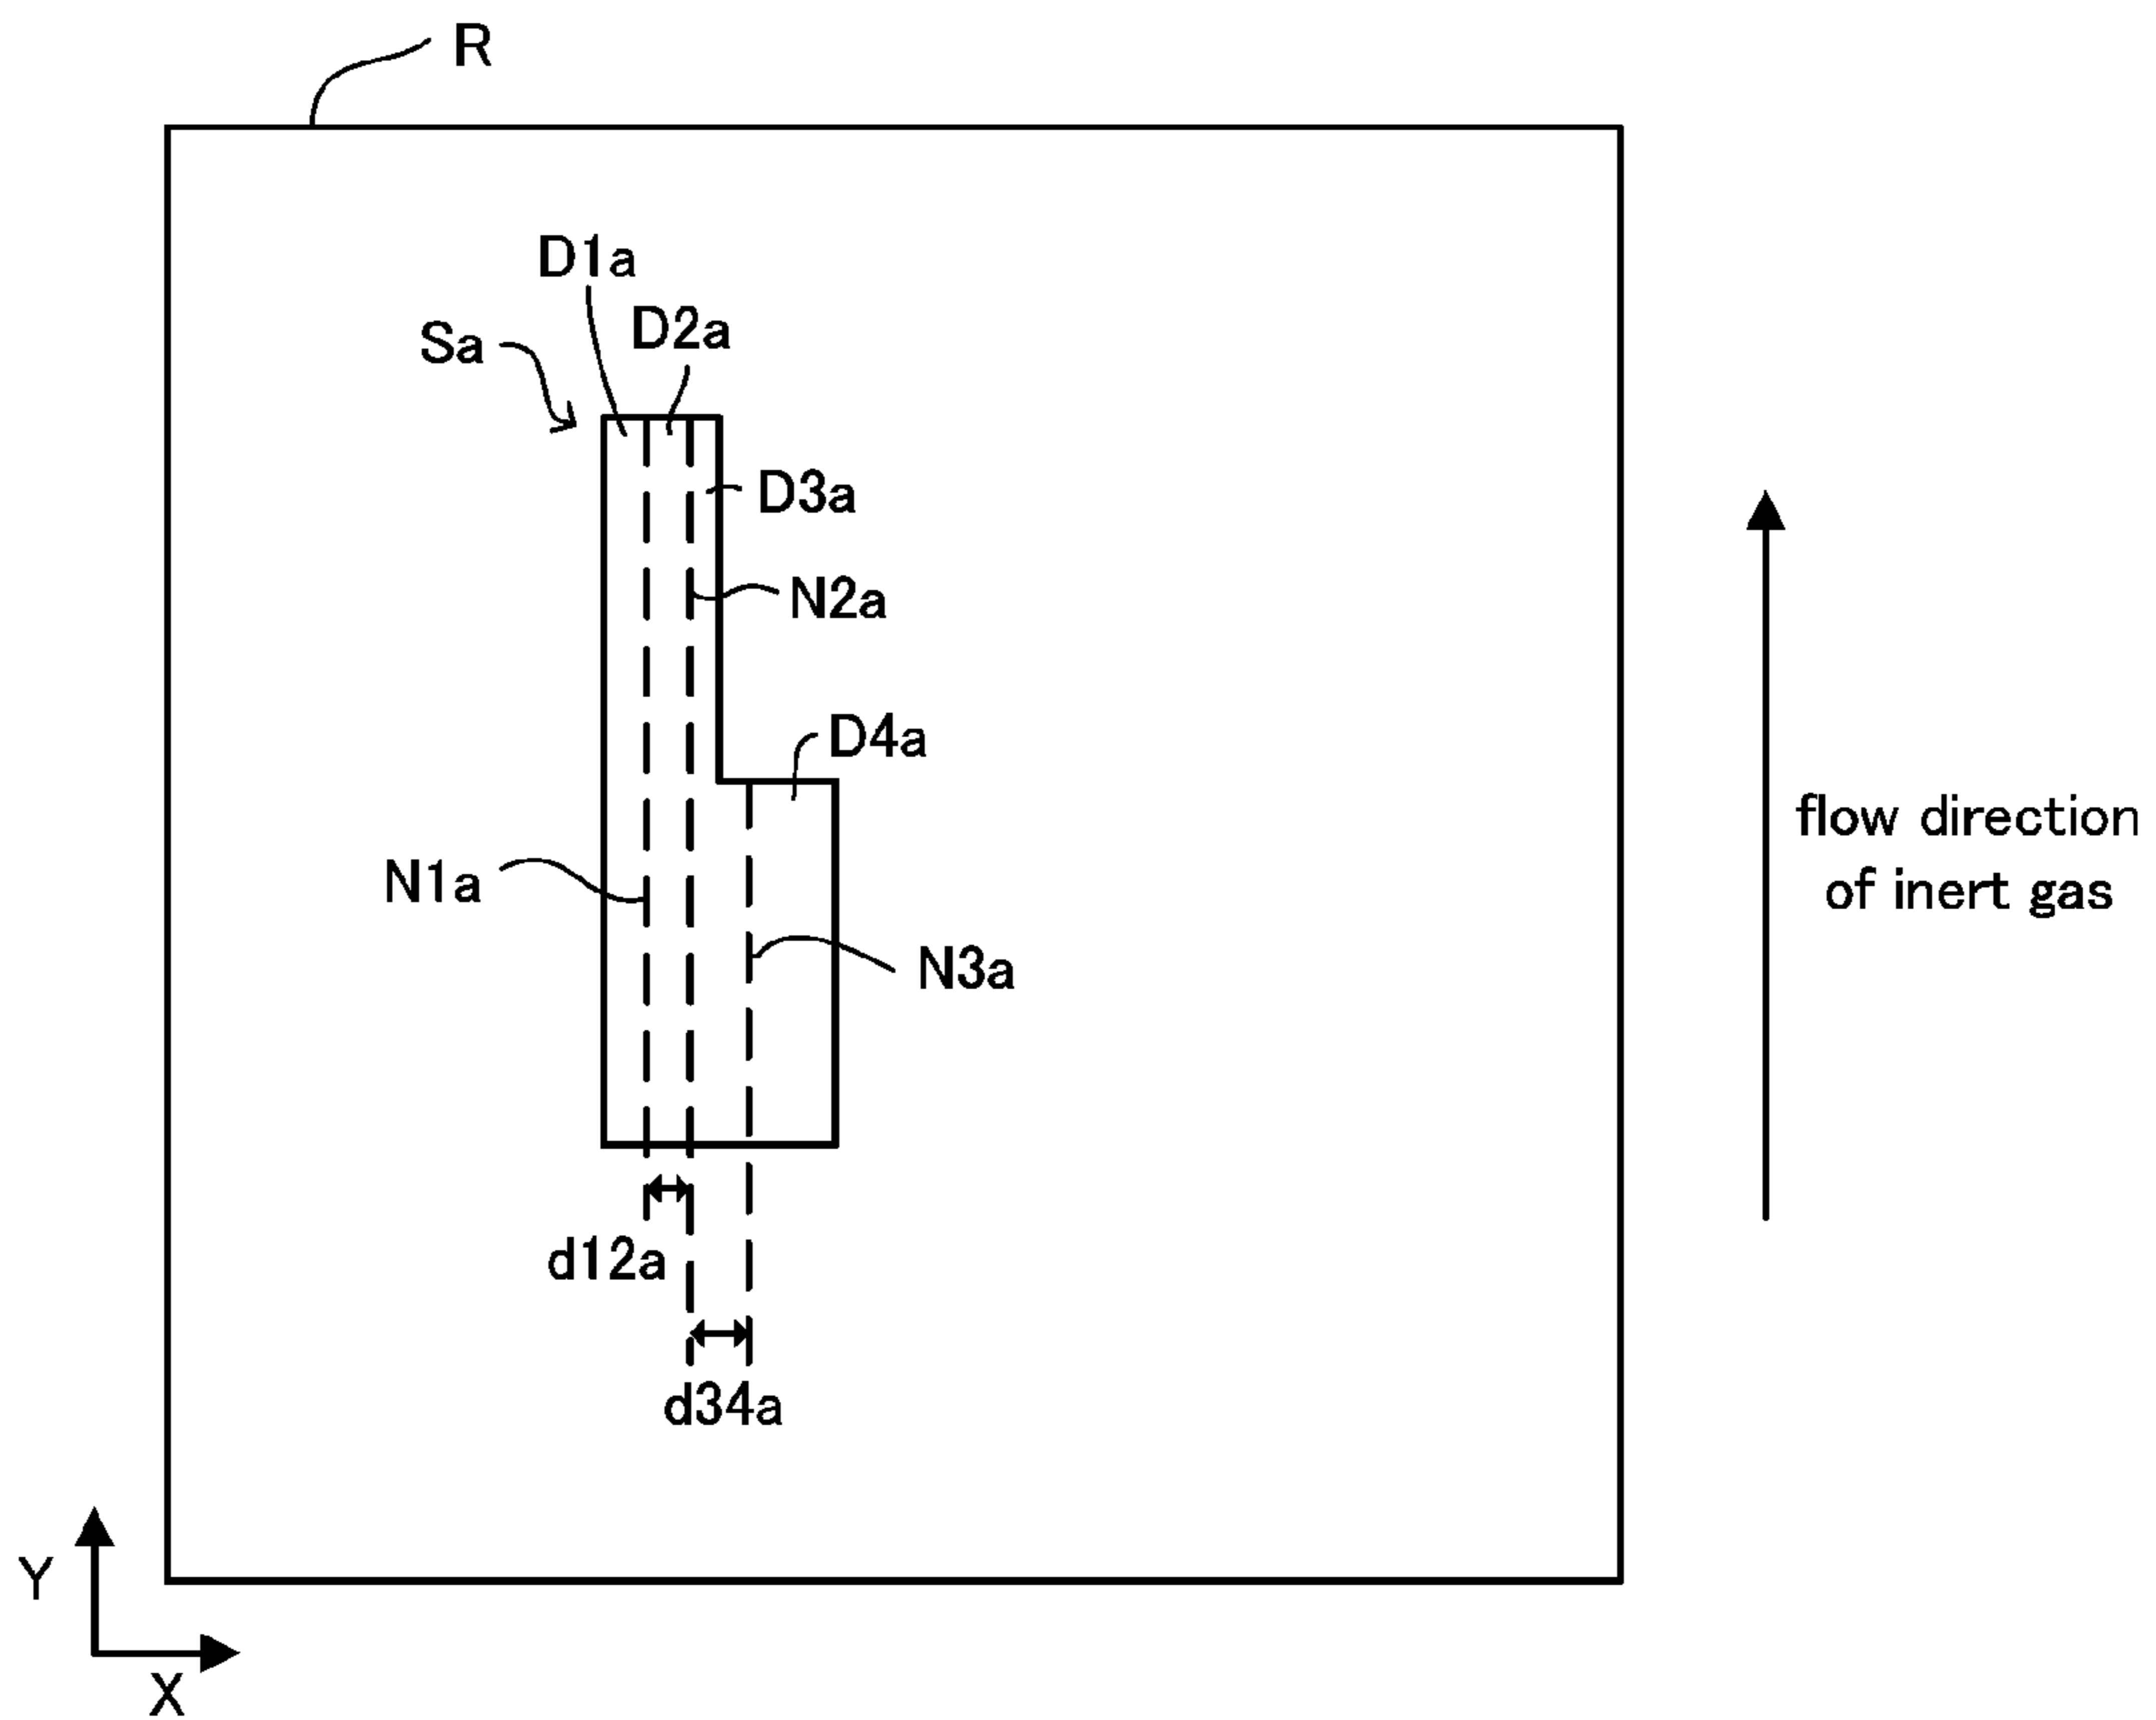 R
D1a
D2a
Sa
D3a
N2a
D4a
flow direction
of inert gas
N1a
N3a
d12a
d34a
Y
X